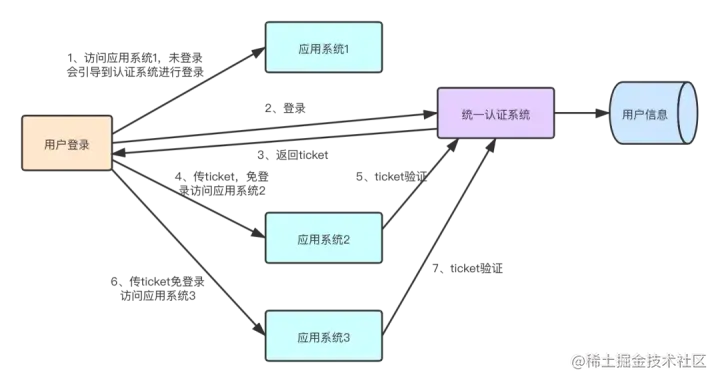 应用系统1
1、访问应用系统1，未登录
会引导到认证系统进行登录
2、登录
统一认证系统
用户信息
用户登录
3、返回ticket
4、传ticket，免登
录访问应用系统2
5、ticket验证
应用系统2
6、传ticket免登录
访问应用系统3
7、ticket验证
应用系统3
@稀土掘金技术社区